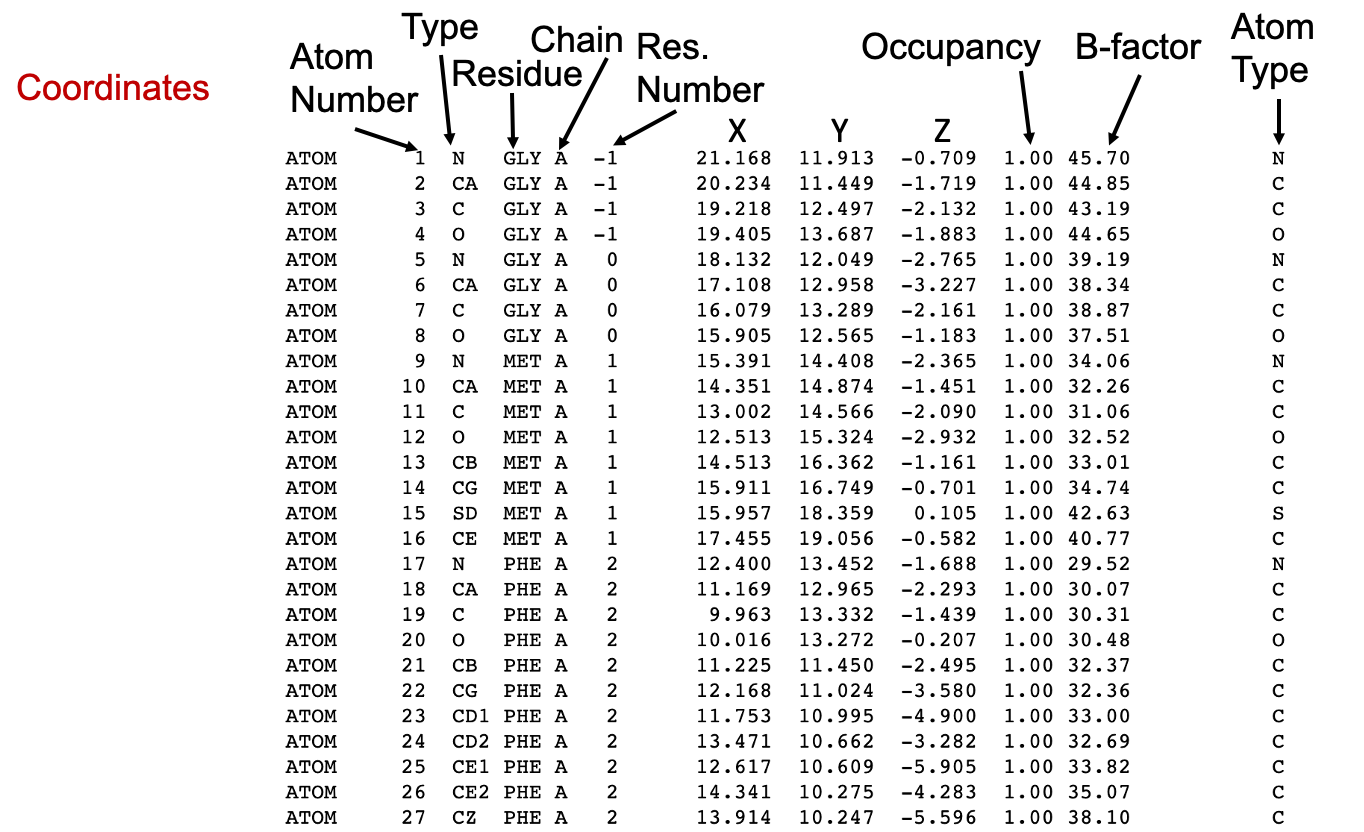 Coordinates
Atom
Number
Type
Residue
Chain
Res.
Number
X Y Z
Occupancy
B-factor
Atom
Type
ATOM 1 N GLY A -1 21.168 11.913 -0.709 1.00 45.70 N
ATOM 2 CA GLY A -1 20.234 11.449 -1.719 1.00 44.85 C
ATOM 3 C GLY A -1 19.218 12.497 -2.132 1.00 43.19 C
ATOM 4 O GLY A -1 19.405 13.687 -1.883 1.00 44.65 O
ATOM 5 N GLY A 0 18.132 12.049 -2.765 1.00 39.19 N
ATOM 6 CA GLY A 0 17.108 12.958 -3.227 1.00 38.34 C
ATOM 7 C GLY A 0 16.079 13.289 -2.161 1.00 38.87 C
ATOM 8 O GLY A 0 15.905 12.565 -1.183 1.00 37.51 O
ATOM 9 N MET A 1 15.391 14.408 -2.365 1.00 34.06 N
ATOM 10 CA MET A 1 14.351 14.874 -1.451 1.00 32.26 C
ATOM 11 C MET A 1 13.002 14.566 -2.090 1.00 31.06 C
ATOM 12 O MET A 1 12.513 15.324 -2.932 1.00 32.52 O
ATOM 13 CB MET A 1 14.513 16.362 -1.161 1.00 33.01 C
ATOM 14 CG MET A 1 15.911 16.749 -0.701 1.00 34.74 C
ATOM 15 SD MET A 1 15.957 18.359 0.105 1.00 42.63 S
ATOM 16 CE MET A 1 17.455 19.056 -0.582 1.00 40.77 C
ATOM 17 N PHE A 2 12.400 13.452 -1.688 1.00 29.52 N
ATOM 18 CA PHE A 2 11.169 12.965 -2.293 1.00 30.07 C
ATOM 19 C PHE A 2 9.963 13.332 -1.439 1.00 30.31 C
ATOM 20 O PHE A 2 10.016 13.272 -0.207 1.00 30.48 O
ATOM 21 CB PHE A 2 11.225 11.450 -2.495 1.00 32.37 C
ATOM 22 CG PHE A 2 12.168 11.024 -3.580 1.00 32.36 C
ATOM 23 CD1 PHE A 2 11.753 10.995 -4.900 1.00 33.00 C
ATOM 24 CD2 PHE A 2 13.471 10.662 -3.282 1.00 32.69 C
ATOM 25 CE1 PHE A 2 12.617 10.609 -5.905 1.00 33.82 C
ATOM 26 CE2 PHE A 2 14.341 10.275 -4.283 1.00 35.07 C
ATOM 27 CZ PHE A 2 13.914 10.247 -5.596 1.00 38.10 C